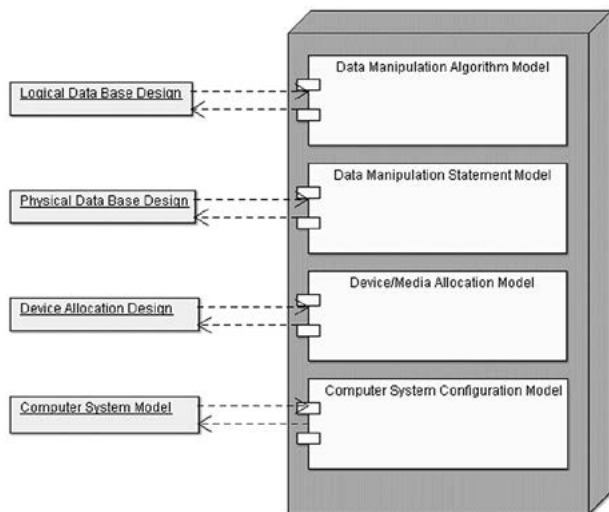 Data Manipulation Algorithm Model
Logical Data Base Design
Data Manipulation Statement Model
Physical Data Base Design
Device/Media Allocation Model
Device Allocation Design
Computer System Configuration Model
Computer System Model